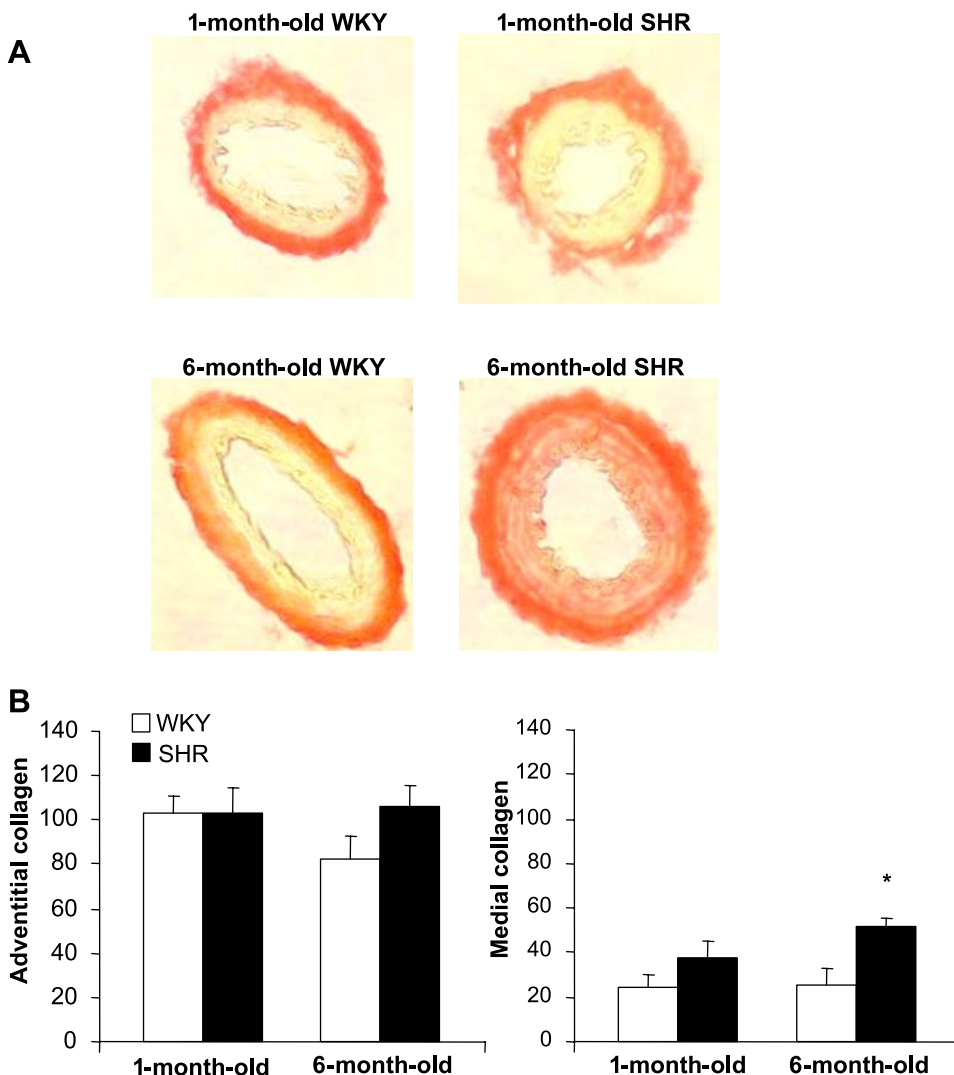 1-month-old WKY 1-month-old SHR
A
6-month-old WKY 6-month-old SHR
B
WKY
SHR
Adventitial collagen
140
120
100
80
60
40
20
0
1-month-old 6-month-old
Medial collagen
140
120
100
80
60
40
20
0
*
1-month-old 6-month-old